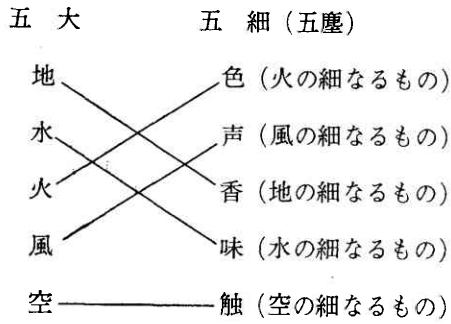 五大 五細(五塵)
地 色(火の細なるもの)
水 声(風の細なるもの)
火 香(地の細なるもの)
風 味(水の細なるもの)
空 触(空の細なるもの)